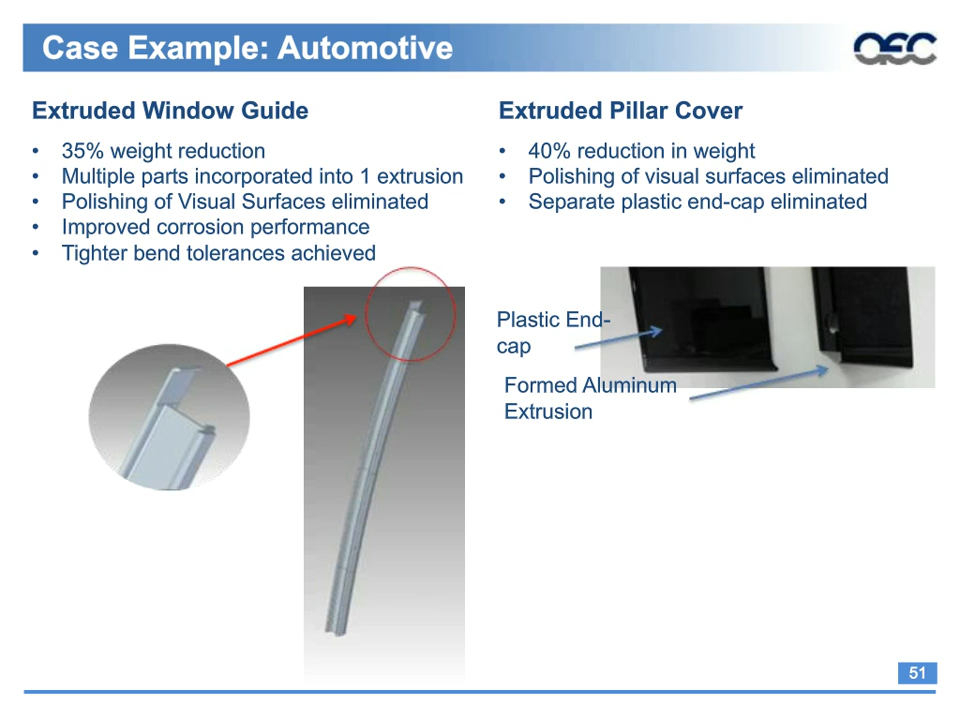 Case Example: Automotive
AEC
Extruded Window Guide
• 35% weight reduction
• Multiple parts incorporated into 1 extrusion
• Polishing of Visual Surfaces eliminated
• Improved corrosion performance
• Tighter bend tolerances achieved
Extruded Pillar Cover
• 40% reduction in weight
• Polishing of visual surfaces eliminated
• Separate plastic end-cap eliminated
Plastic End-
cap
Formed Aluminum
Extrusion
51